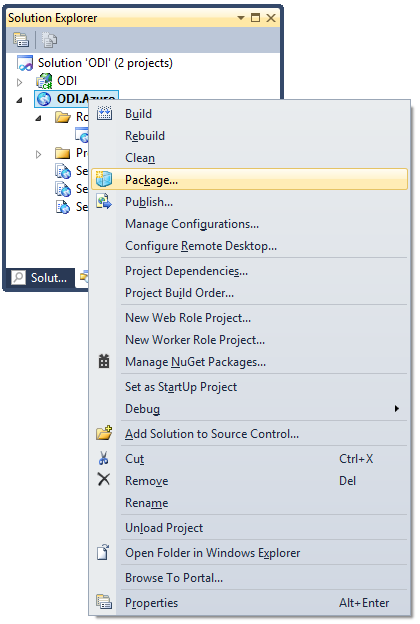 Solution Explorer
Solution 'ODI' (2 projects)
ODI
ODI.Azure
Ro
Pr
Se
Se
Se
Solut...
Build
Rebuild
Clean
Package...
Publish...
Manage Configurations...
Configure Remote Desktop...
Project Dependencies...
Project Build Order...
New Web Role Project...
New Worker Role Project...
Manage NuGet Packages...
Set as StartUp Project
Debug
Add Solution to Source Control...
Cut Ctrl+X
Remove Del
Rename
Unload Project
Open Folder in Windows Explorer
Browse To Portal...
Properties Alt+Enter